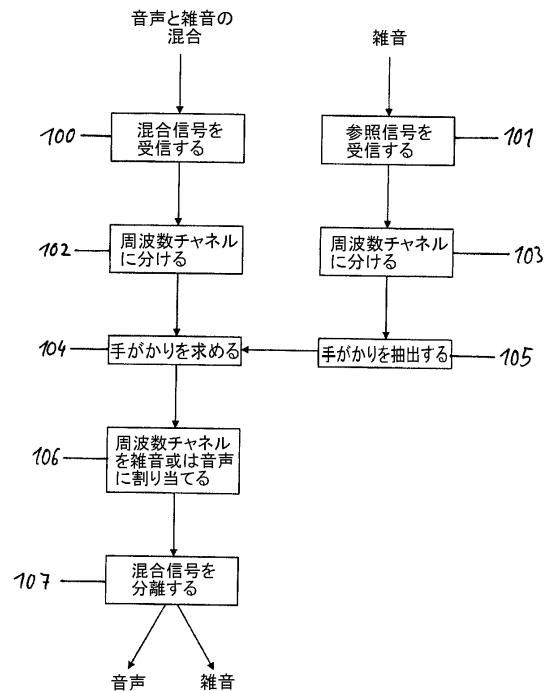 音声と雑音の
混合
雑音
100
混合信号を
受信する
参照信号を
受信する
101
102
周波数チャネル
に分ける
周波数チャネル
に分ける
103
104
手がかりを求める
手がかりを抽出する
105
106
周波数チャネル
を雑音或は音声
に割り当てる
107
混合信号を
分離する
音声
雑音